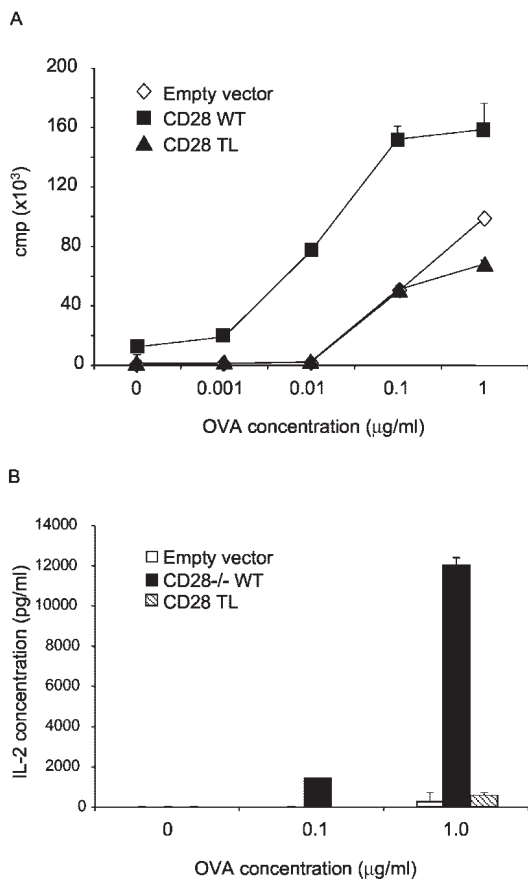 A
200
160
120
80
40
0
cmp (x10³)
Empty vector
CD28 WT
CD28 TL
0 0.001 0.01 0.1 1
OVA concentration (μg/ml)
B
14000
12000
10000
8000
6000
4000
2000
0
IL-2 concentration (pg/ml)
Empty vector
CD28-/- WT
CD28 TL
0 0.1 1.0
OVA concentration (μg/ml)